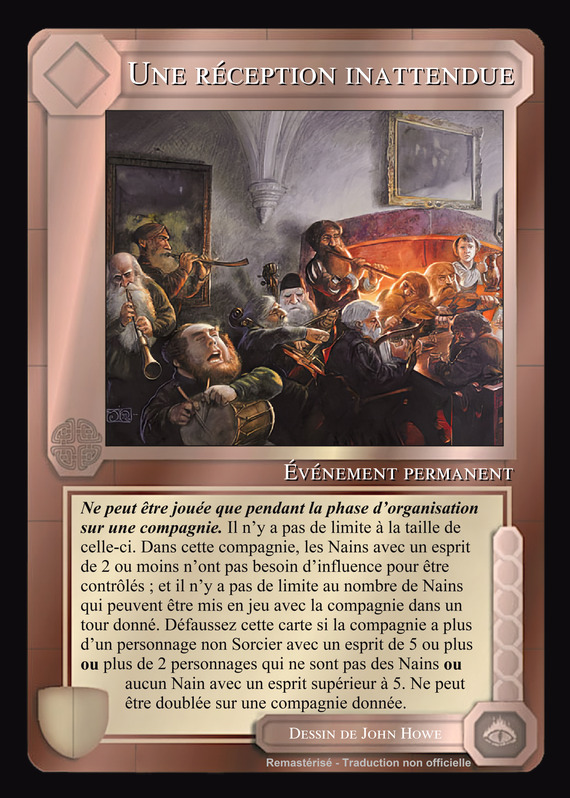 Une réception inattendue
Événement permanent
Ne peut être jouée que pendant la phase d'organisation
sur une compagnie. Il n'y a pas de limite à la taille de
celle-ci. Dans cette compagnie, les Nains avec un esprit
de 2 ou moins n'ont pas besoin d'influence pour être
contrôlés ; et il n'y a pas de limite au nombre de Nains
qui peuvent être mis en jeu avec la compagnie dans un
tour donné. Défaussez cette carte si la compagnie a plus
d'un personnage non Sorcier avec un esprit de 5 ou plus
ou plus de 2 personnages qui ne sont pas des Nains ou
aucun Nain avec un esprit supérieur à 5. Ne peut
être doublée sur une compagnie donnée.
Dessin de John Howe
Remastérisé - Traduction non officielle